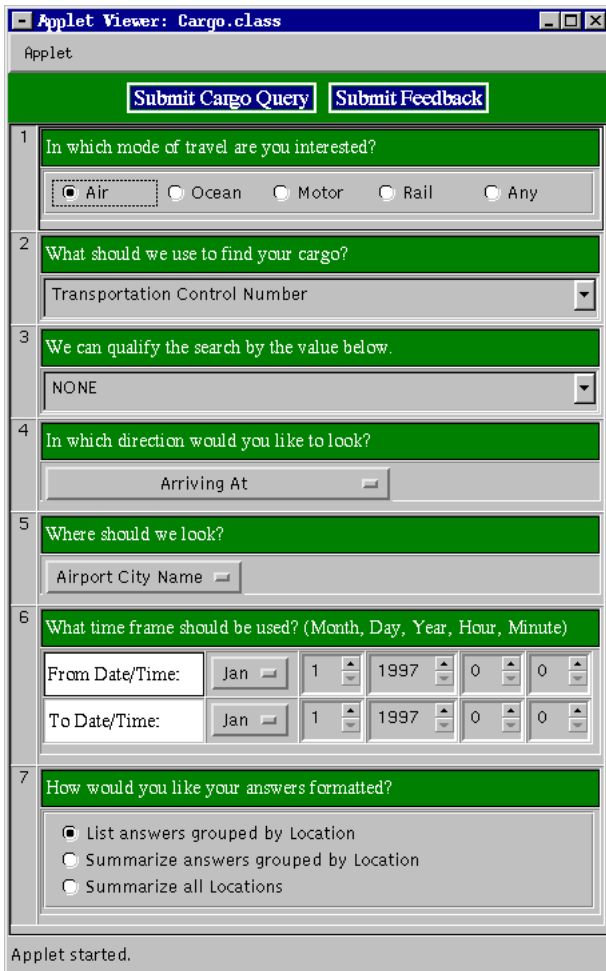 Applet Viewer: Cargo.class
Applet
Submit Cargo Query Submit Feedback
1
In which mode of travel are you interested?
Air Ocean Motor Rail Any
2
What should we use to find your cargo?
Transportation Control Number
3
We can qualify the search by the value below.
NONE
4
In which direction would you like to look?
Arriving At
5
Where should we look?
Airport City Name
6
What time frame should be used? (Month, Day, Year, Hour, Minute)
From Date/Time: Jan 1 1997 0 0
To Date/Time: Jan 1 1997 0 0
7
How would you like your answers formatted?
List answers grouped by Location
Summarize answers grouped by Location
Summarize all Locations
Applet started.